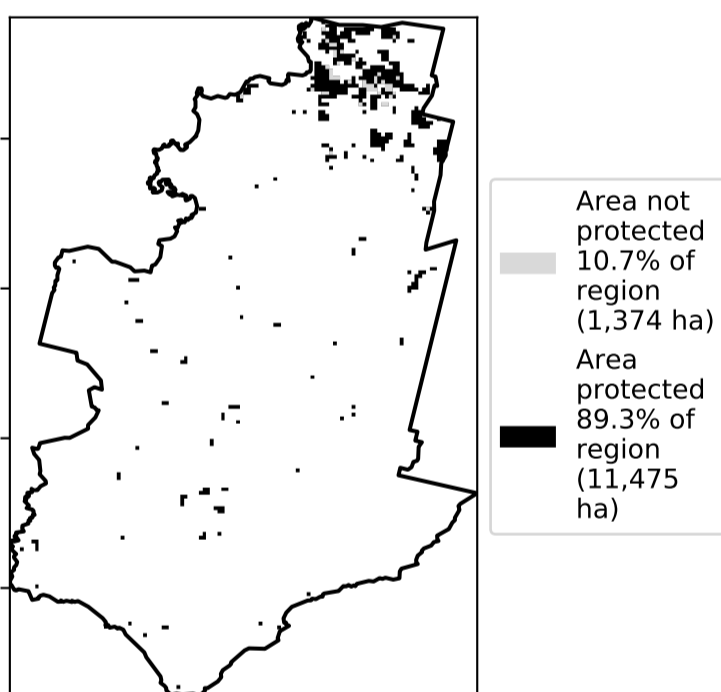 Area not
protected
10.7% of
region
(1,374 ha)
Area
protected
89.3% of
region
(11,475
ha)